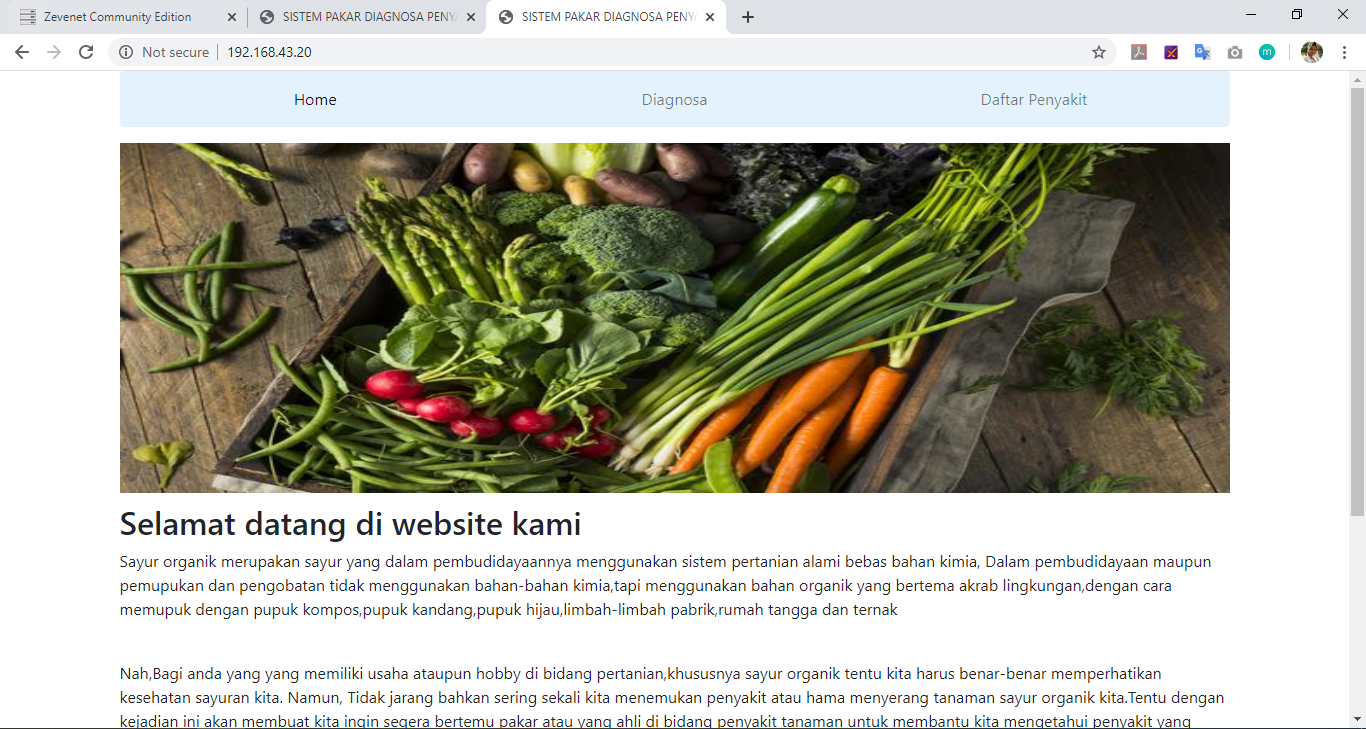 Zevenet Community Edition
SISTEM PAKAR DIAGNOSA PENY
SISTEM PAKAR DIAGNOSA PENY
Not secure
192.168.43.20
m
Home
Diagnosa
Daftar Penyakit
Selamat datang di website kami
Sayur organik merupakan sayur yang dalam pembudidayaannya menggunakan sistem pertanian alami bebas bahan kimia, Dalam pembudidayaan maupun
pemupukan dan pengobatan tidak menggunakan bahan-bahan kimia,tapi menggunakan bahan organik yang bertema akrab lingkungan,dengan cara
memupuk dengan pupuk kompos,pupuk kandang,pupuk hijau,limbah-limbah pabrik,rumah tangga dan ternak
Nah,Bagi anda yang yang memiliki usaha ataupun hobby di bidang pertanian,khususnya sayur organik tentu kita harus benar-benar memperhatikan
kesehatan sayuran kita. Namun, Tidak jarang bahkan sering sekali kita menemukan penyakit atau hama menyerang tanaman sayur organik kita.Tentu dengan
kejadian ini akan membuat kita ingin segera bertemu pakar atau yang ahli di bidang penyakit tanaman untuk membantu kita mengetahui penyakit yang